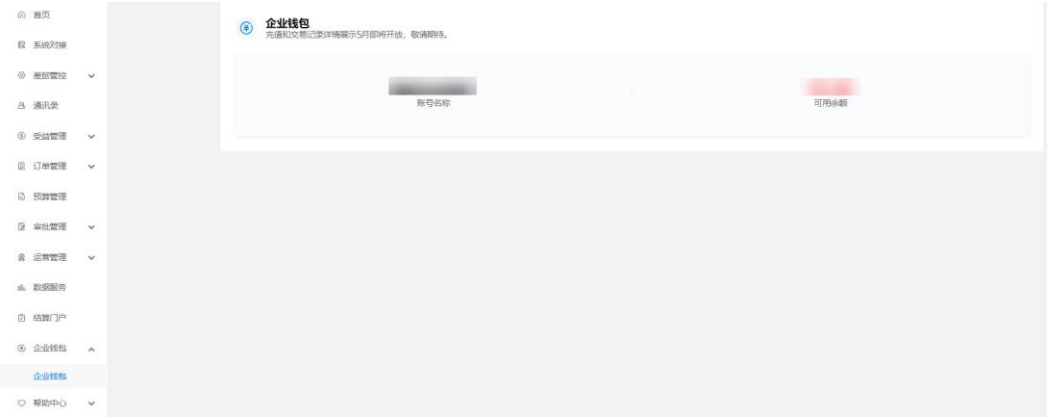 首页
系统对接
差旅管控
通讯录
受益管理
订单管理
预算管理
审批管理
运营管理
数据服务
结算门户
企业钱包
企业钱包
帮助中心
企业钱包
充值和交易记录详情展示5月即将开放，敬请期待。
账号名称
可用余额